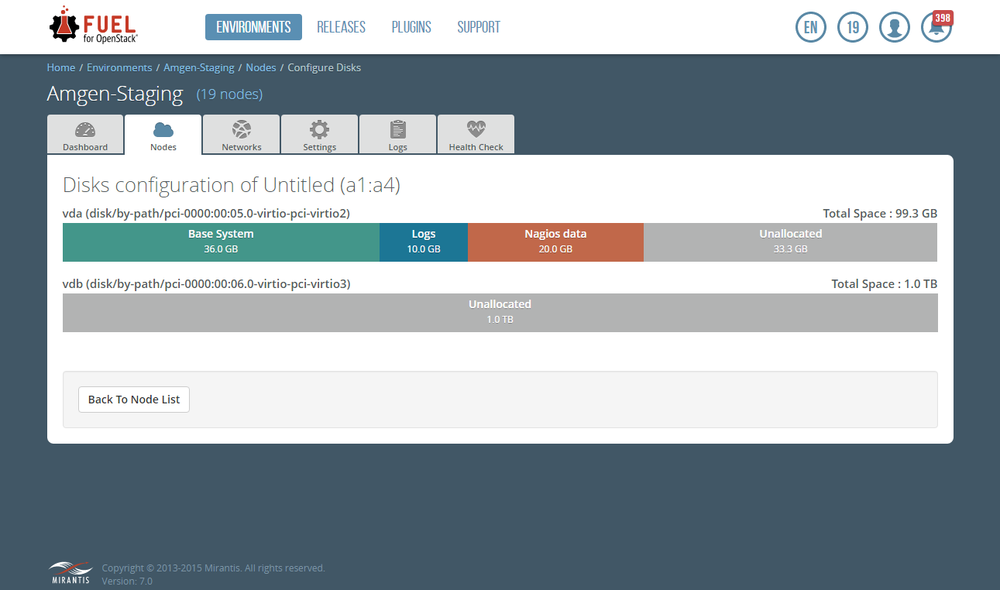 FUEL
for OpenStack
ENVIRONMENTS RELEASES PLUGINS SUPPORT
EN 19 398
Home / Environments / Amgen-Staging / Nodes / Configure Disks
Amgen-Staging (19 nodes)
Dashboard Nodes Networks Settings Logs Health Check
Disks configuration of Untitled (a1:a4)
vda (disk/by-path/pci-0000:00:05.0-virtio-pci-virtio2) Total Space : 99.3 GB
Base System Logs Nagios data Unallocated
36.0 GB 10.0 GB 20.0 GB 33.3 GB
vdb (disk/by-path/pci-0000:00:06.0-virtio-pci-virtio3) Total Space : 1.0 TB
Unallocated
1.0 TB
Back To Node List
MIRANTIS
Copyright © 2013-2015 Mirantis. All rights reserved.
Version: 7.0